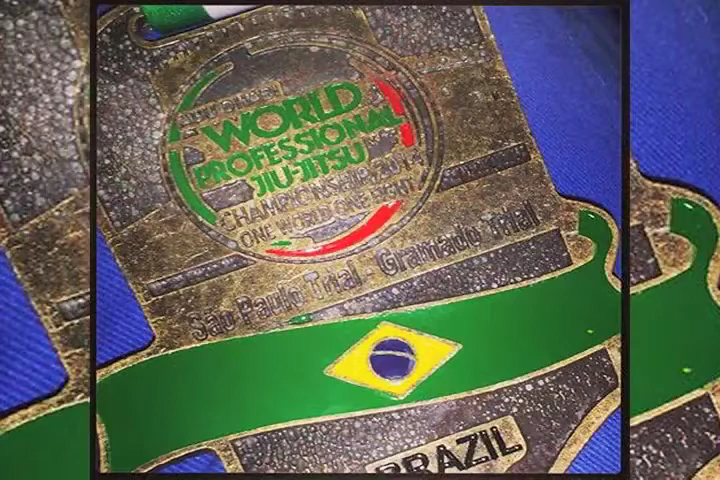 WORLD
PROFESSIONAL
JIU-JITSU
CHAMPIONSHIP 2014
ONE WORLD ONE FIGHT
São Paulo Trial - Gramado Trial
BRAZIL